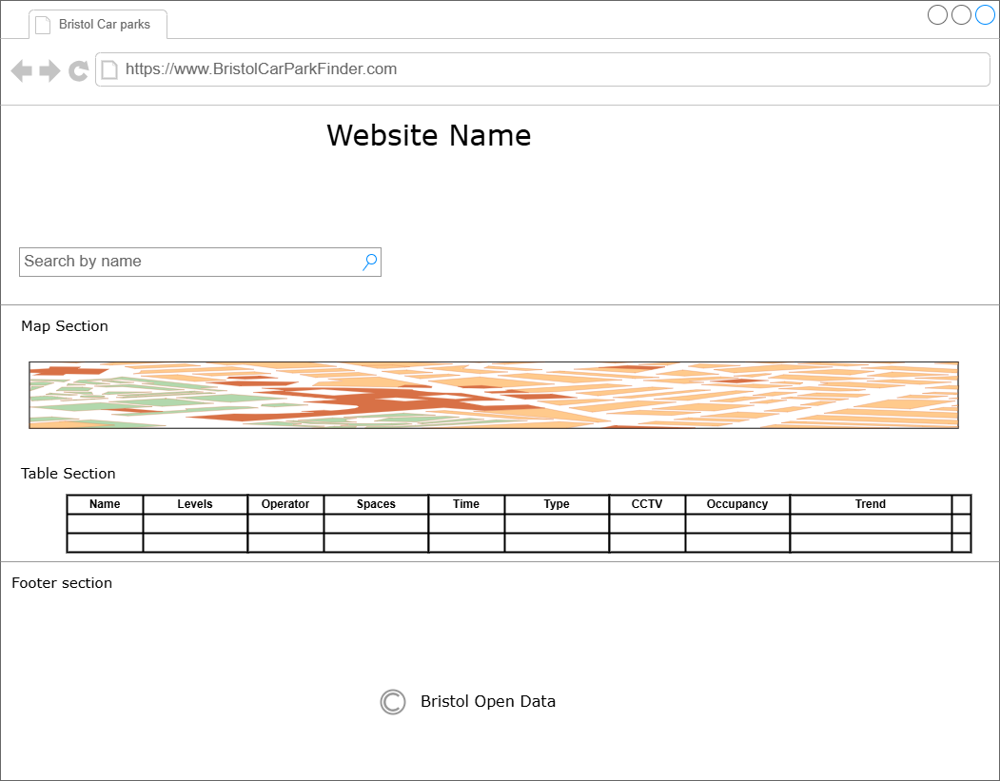 Bristol Car parks
https://www.BristolCarParkFinder.com
Website Name
Search by name
Map Section
Table Section
Name Levels Operator Spaces Time Type CCTV Occupancy Trend
Footer section
© Bristol Open Data